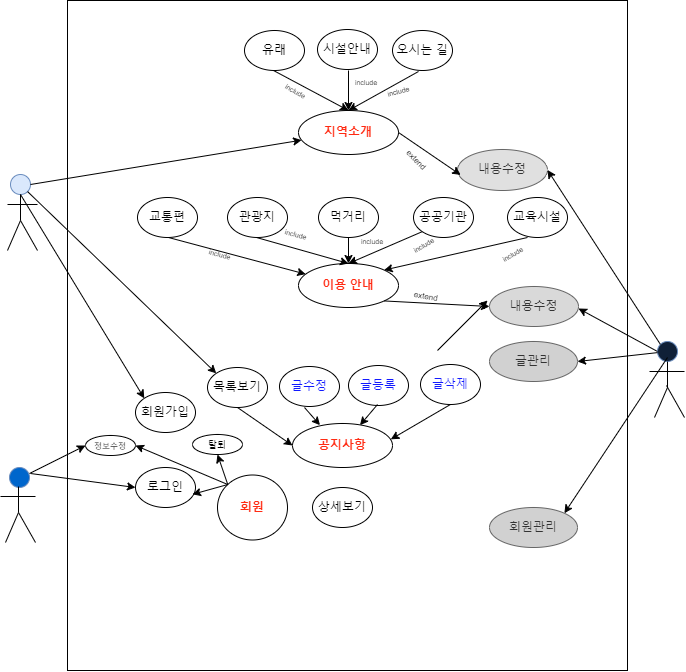 유래
시설안내
오시는 길
include
include
include
지역소개
extend
내용수정
교통편
관광지
먹거리
공공기관
교육시설
include
include
include
include
include
이용 안내
extend
내용수정
글관리
목록보기
글수정
글등록
글삭제
회원가입
정보수정
탈퇴
공지사항
로그인
회원
상세보기
회원관리